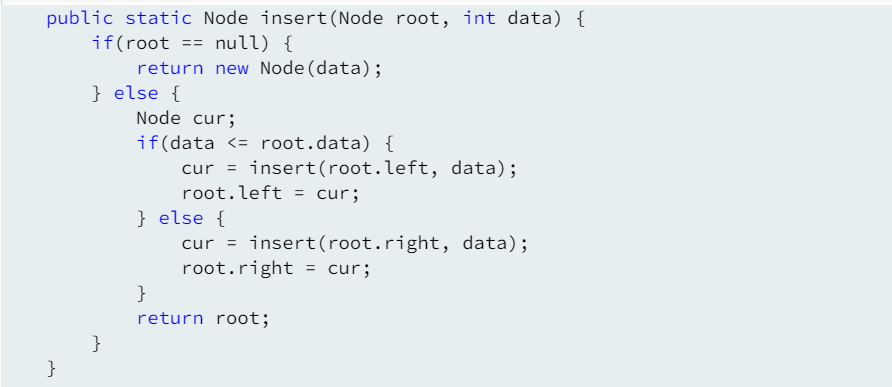 public static Node insert(Node root, int data) {
if(root == null) {
return new Node(data);
} else {
Node cur;
if(data <= root.data) {
cur = insert(root.left, data);
root.left = cur;
} else {
cur = insert(root.right, data);
root.right = cur;
}
return root;
}
}